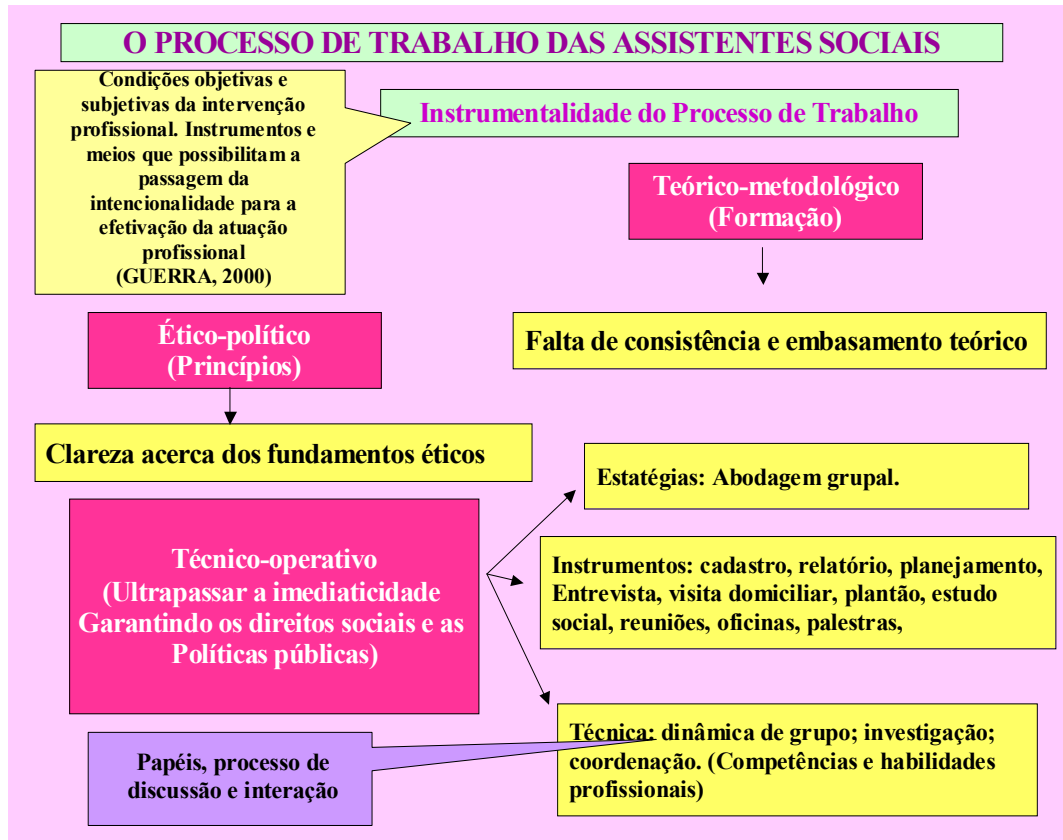 O PROCESSO DE TRABALHO DAS ASSISTENTES SOCIAIS
Condições objetivas e
subjetivas da intervenção
profissional. Instrumentos e
meios que possibilitam a
passagem da
intencionalidade para a
efetivação da atuação
profissional
(GUERRA, 2000)
Instrumentalidade do Processo de Trabalho
Teórico-metodológico
(Formação)
Falta de consistência e embasamento teórico
Ético-político
(Princípios)
Clareza acerca dos fundamentos éticos
Técnico-operativo
(Ultrapassar a imediaticidade
Garantindo os direitos sociais e as
Políticas públicas)
Estatégias: Abodagem grupal.
Instrumentos: cadastro, relatório, planejamento,
Entrevista, visita domiciliar, plantão, estudo
social, reuniões, oficinas, palestras,
Técnica: dinâmica de grupo; investigação;
coordenação. (Competências e habilidades
profissionais)
Papéis, processo de
discussão e interação